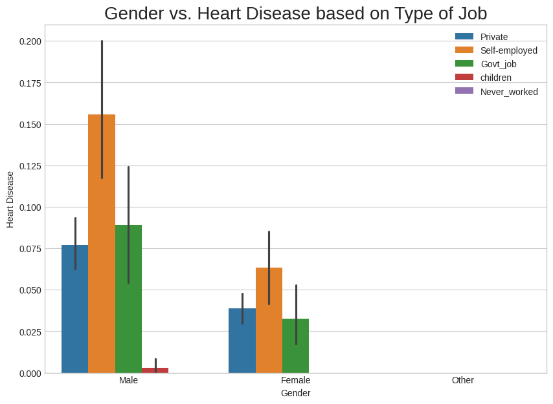 Gender vs. Heart Disease based on Type of Job
Private
Self-employed
Govt_job
children
Never_worked
0.200
0.175
0.150
0.125
0.100
0.075
0.050
0.025
0.000
Heart Disease
Male
Female
Other
Gender